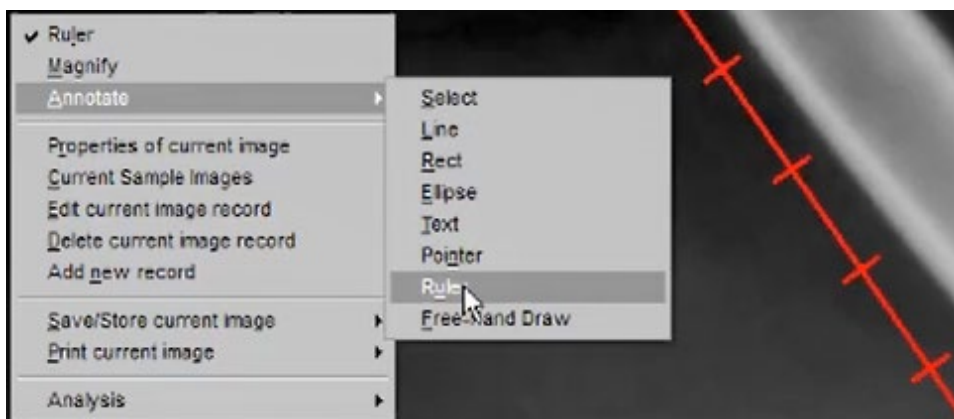 Ruler
Magnify
Annotate
Properties of current image
Current Sample Images
Edit current image record
Delete current image record
Add new record
Save/Store current image
Print current image
Analysis
Select
Line
Rect
Ellipse
Text
Pointer
Ruler
Free-Hand Draw